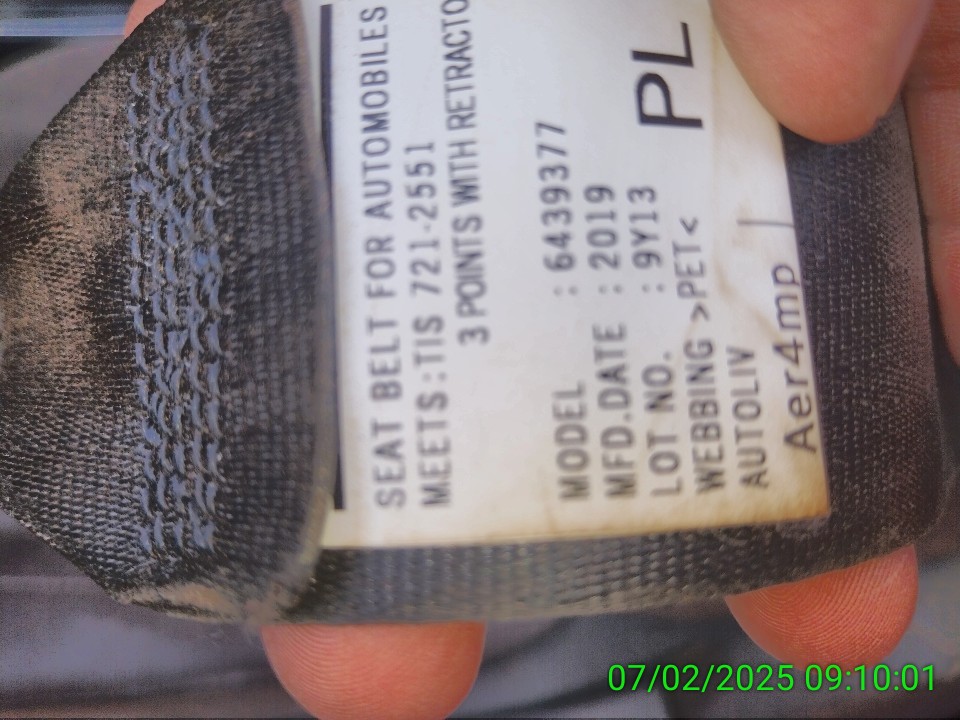 SEAT BELT FOR AUTOMOBILES
MEETS : TIS 721-2551
3 POINTS WITH RETRACTO
MODEL : 6439377
MFD.DATE : 2019
LOT NO. : 9Y13
WEBBING >PET<
AUTOLIV
PL
Aer4mp
07/02/2025 09:10:01